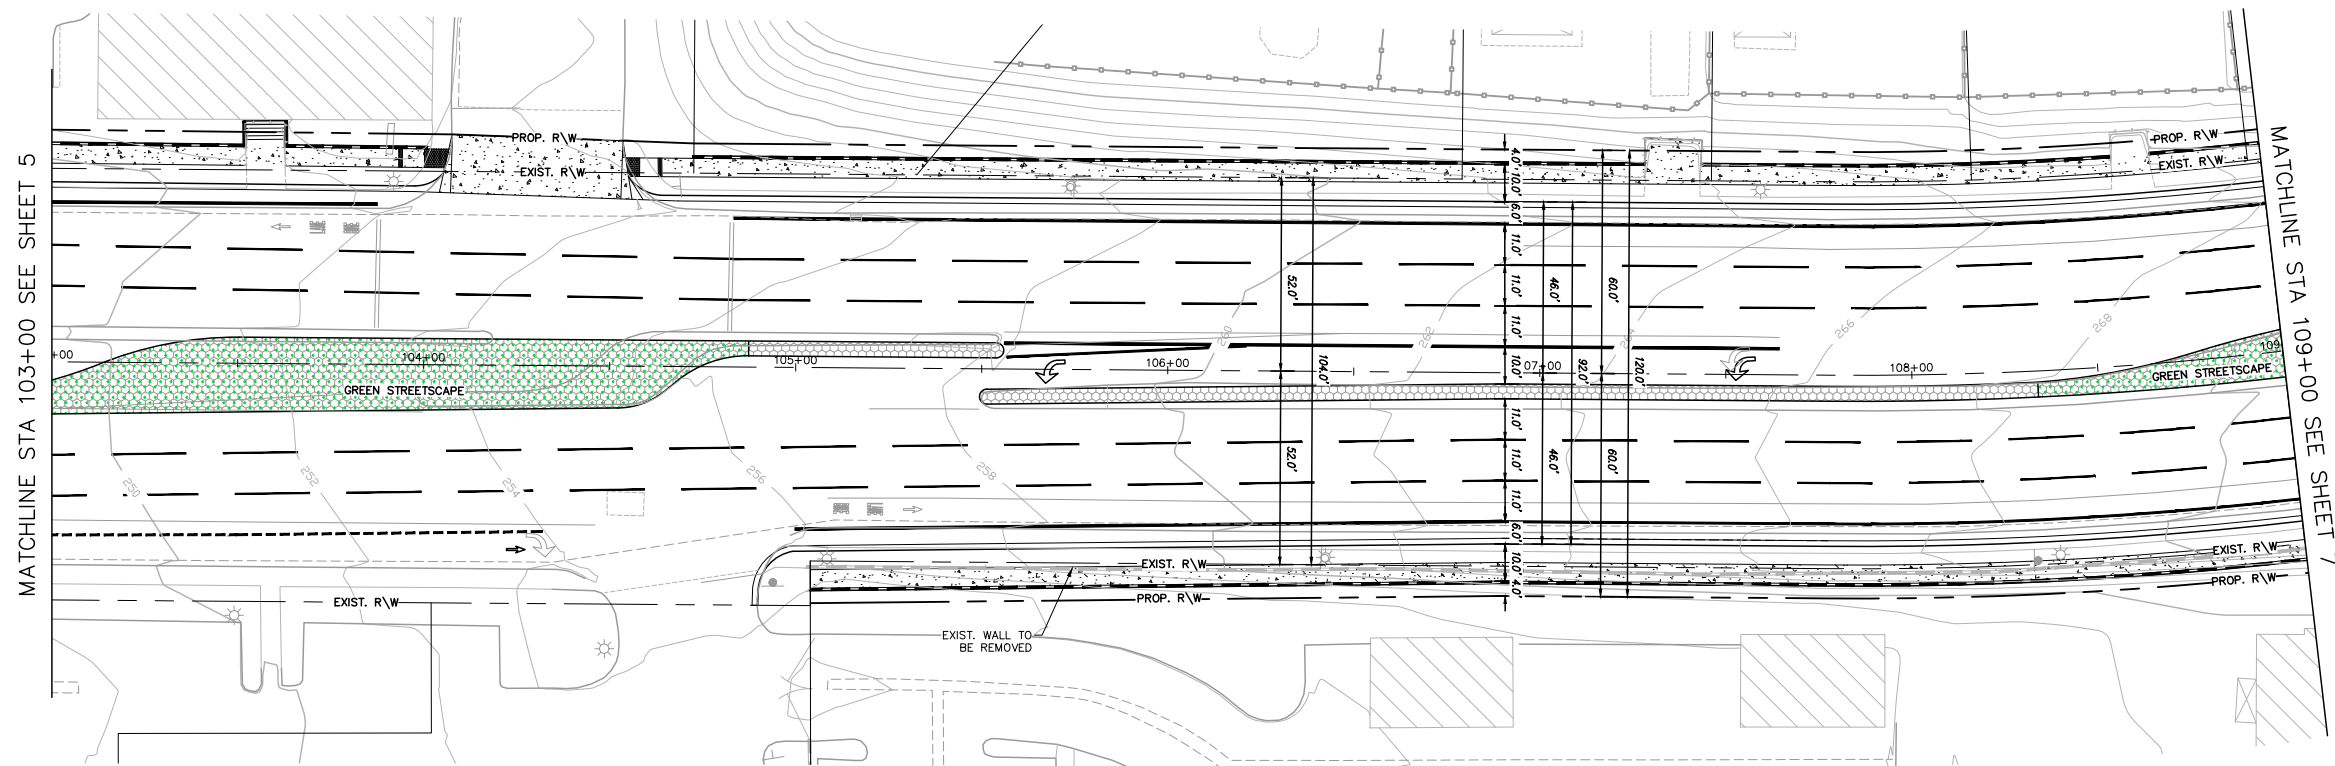 MATCHLINE STA 103+00 SEE SHEET 5
PROP. R\W
EXIST. R\W
PROP. R\W
EXIST. R\W
4.0'
10.0'
6.0'
11.0'
11.0'
11.0'
10.0'
11.0'
11.0'
11.0'
6.0'
10.0'
4.0'
52.0'
104.0'
52.0'
46.0'
92.0'
46.0'
60.0'
120.0'
60.0'
+00
104+00
105+00
106+00
07+00
108+00
109
GREEN STREETSCAPE
GREEN STREETSCAPE
250
252
254
256
258
260
262
264
266
268
EXIST. R\W
EXIST. R\W
PROP. R\W
EXIST. R\W
PROP. R\W
EXIST. WALL TO
BE REMOVED
MATCHLINE STA 109+00 SEE SHEET 7